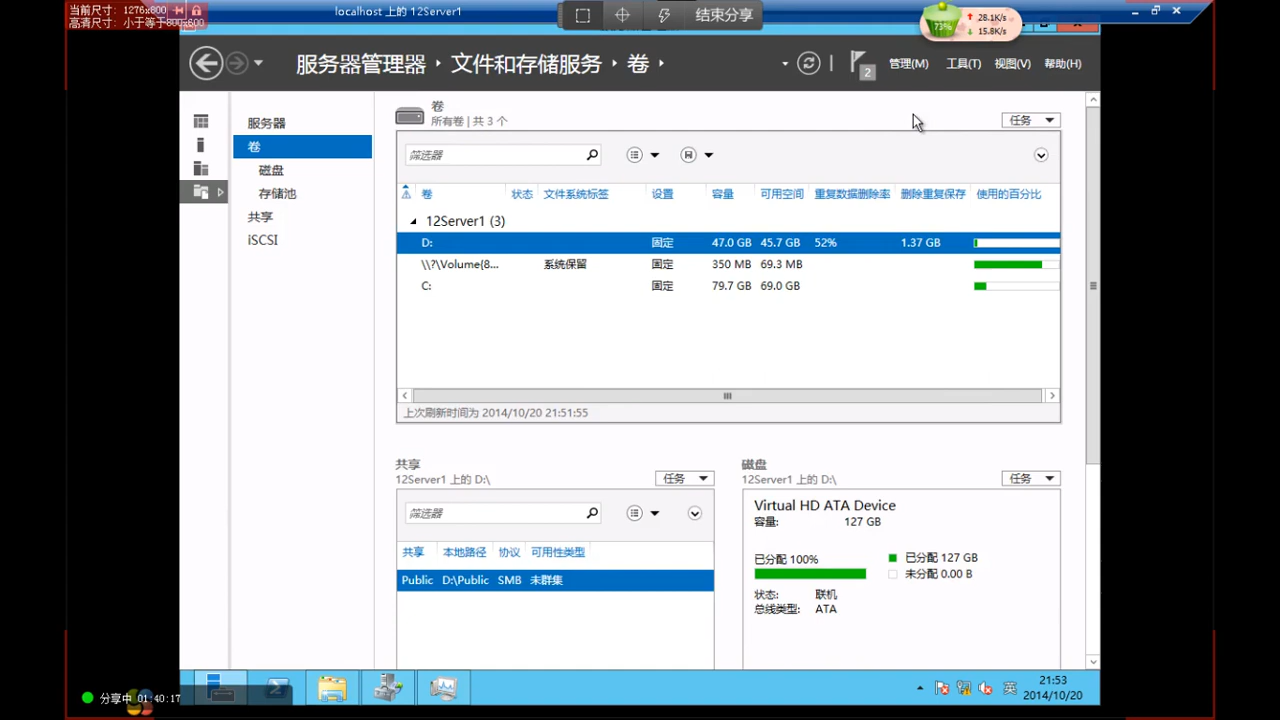 当前尺寸: 1276x800
高清尺寸: 小于等于800x600
localhost 上的 12Server1
结束分享
73%
28.1K/s
15.8K/s
服务器管理器 · 文件和存储服务 · 卷
2
管理(M) 工具(T) 视图(V) 帮助(H)
服务器
卷
磁盘
存储池
共享
iSCSI
卷
所有卷 | 共 3 个
任务
筛选器
卷 状态 文件系统标签 设置 容量 可用空间 重复数据删除率 删除重复保存 使用的百分比
12Server1 (3)
D: 固定 47.0 GB 45.7 GB 52% 1.37 GB
\\?\Volume{8... 系统保留 固定 350 MB 69.3 MB
C: 固定 79.7 GB 69.0 GB
上次刷新时间为 2014/10/20 21:51:55
共享
12Server1 上的 D:\
任务
筛选器
共享 本地路径 协议 可用性类型
Public D:\Public SMB 未群集
磁盘
12Server1 上的 D:\
任务
Virtual HD ATA Device
容量: 127 GB
已分配 100%
已分配 127 GB
未分配 0.00 B
状态: 联机
总线类型: ATA
分享中 01:40:17
英
21:53
2014/10/20